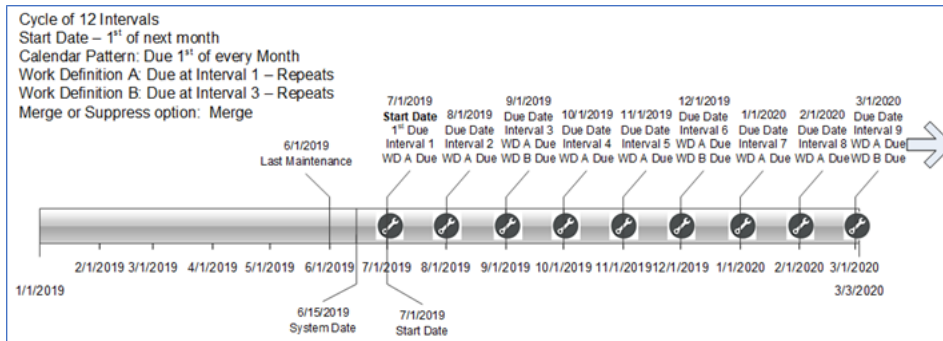 Cycle of 12 Intervals
Start Date – 1st of next month
Calendar Pattern: Due 1st of every Month
Work Definition A: Due at Interval 1 – Repeats
Work Definition B: Due at Interval 3 – Repeats
Merge or Suppress option: Merge
6/1/2019
Last Maintenance
7/1/2019
Start Date
1st Due
Interval 1
WD A Due
8/1/2019
Due Date
Interval 2
WD A Due
9/1/2019
Due Date
Interval 3
WD A Due
WD B Due
10/1/2019
Due Date
Interval 4
WD A Due
11/1/2019
Due Date
Interval 5
WD A Due
12/1/2019
Due Date
Interval 6
WD A Due
WD B Due
1/1/2020
Due Date
Interval 7
WD A Due
2/1/2020
Due Date
Interval 8
WD A Due
3/1/2020
Due Date
Interval 9
WD A Due
WD B Due
2/1/2019 3/1/2019 4/1/2019 5/1/2019 6/1/2019 7/1/2019 8/1/2019 9/1/2019 10/1/2019 11/1/2019 12/1/2019 1/1/2020 2/1/2020 3/1/2020
1/1/2019 3/3/2020
6/15/2019
System Date
7/1/2019
Start Date